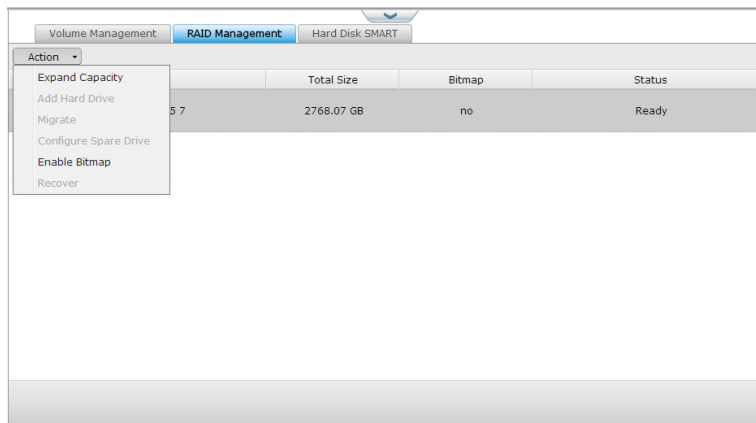 Volume Management RAID Management Hard Disk SMART
Action
Total Size Bitmap Status
Expand Capacity
Add Hard Drive
5 7 2768.07 GB no Ready
Migrate
Configure Spare Drive
Enable Bitmap
Recover